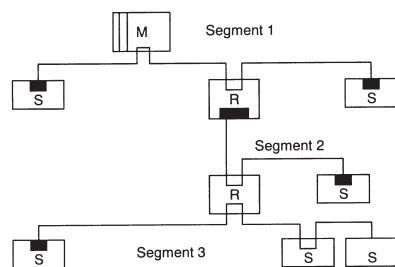 M Segment 1
S R S
Segment 2
R S
S Segment 3 S S